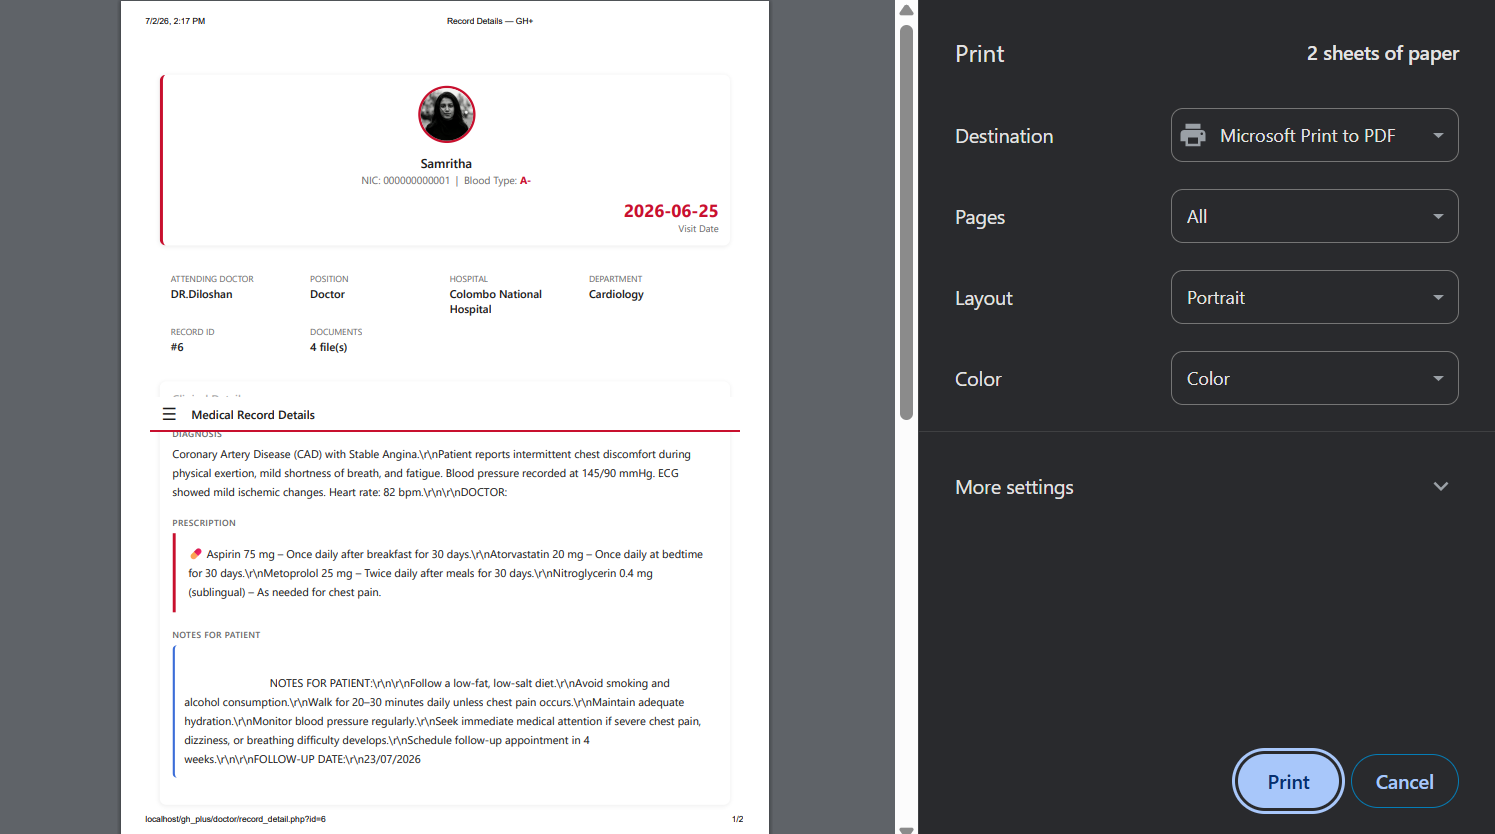 7/2/26, 2:17 PM
Record Details — GH+
Samritha
NIC: 000000000001 | Blood Type: A-
2026-06-25
Visit Date
ATTENDING DOCTOR
DR.Diloshan
POSITION
Doctor
HOSPITAL
Colombo National
Hospital
DEPARTMENT
Cardiology
RECORD ID
#6
DOCUMENTS
4 file(s)
Medical Record Details
DIAGNOSIS
Coronary Artery Disease (CAD) with Stable Angina.\r\nPatient reports intermittent chest discomfort during
physical exertion, mild shortness of breath, and fatigue. Blood pressure recorded at 145/90 mmHg. ECG
showed mild ischemic changes. Heart rate: 82 bpm.\r\n\r\nDOCTOR:
PRESCRIPTION
Aspirin 75 mg – Once daily after breakfast for 30 days.\r\nAtorvastatin 20 mg – Once daily at bedtime
for 30 days.\r\nMetoprolol 25 mg – Twice daily after meals for 30 days.\r\nNitroglycerin 0.4 mg
(sublingual) – As needed for chest pain.
NOTES FOR PATIENT
NOTES FOR PATIENT:\r\n\r\nFollow a low-fat, low-salt diet.\r\nAvoid smoking and
alcohol consumption.\r\nWalk for 20–30 minutes daily unless chest pain occurs.\r\nMaintain adequate
hydration.\r\nMonitor blood pressure regularly.\r\nSeek immediate medical attention if severe chest pain,
dizziness, or breathing difficulty develops.\r\nSchedule follow-up appointment in 4
weeks.\r\n\r\nFOLLOW-UP DATE:\r\n23/07/2026
localhost/gh_plus/doctor/record_detail.php?id=6
1/2
Print
2 sheets of paper
Destination
Microsoft Print to PDF
Pages
All
Layout
Portrait
Color
Color
More settings
Print
Cancel